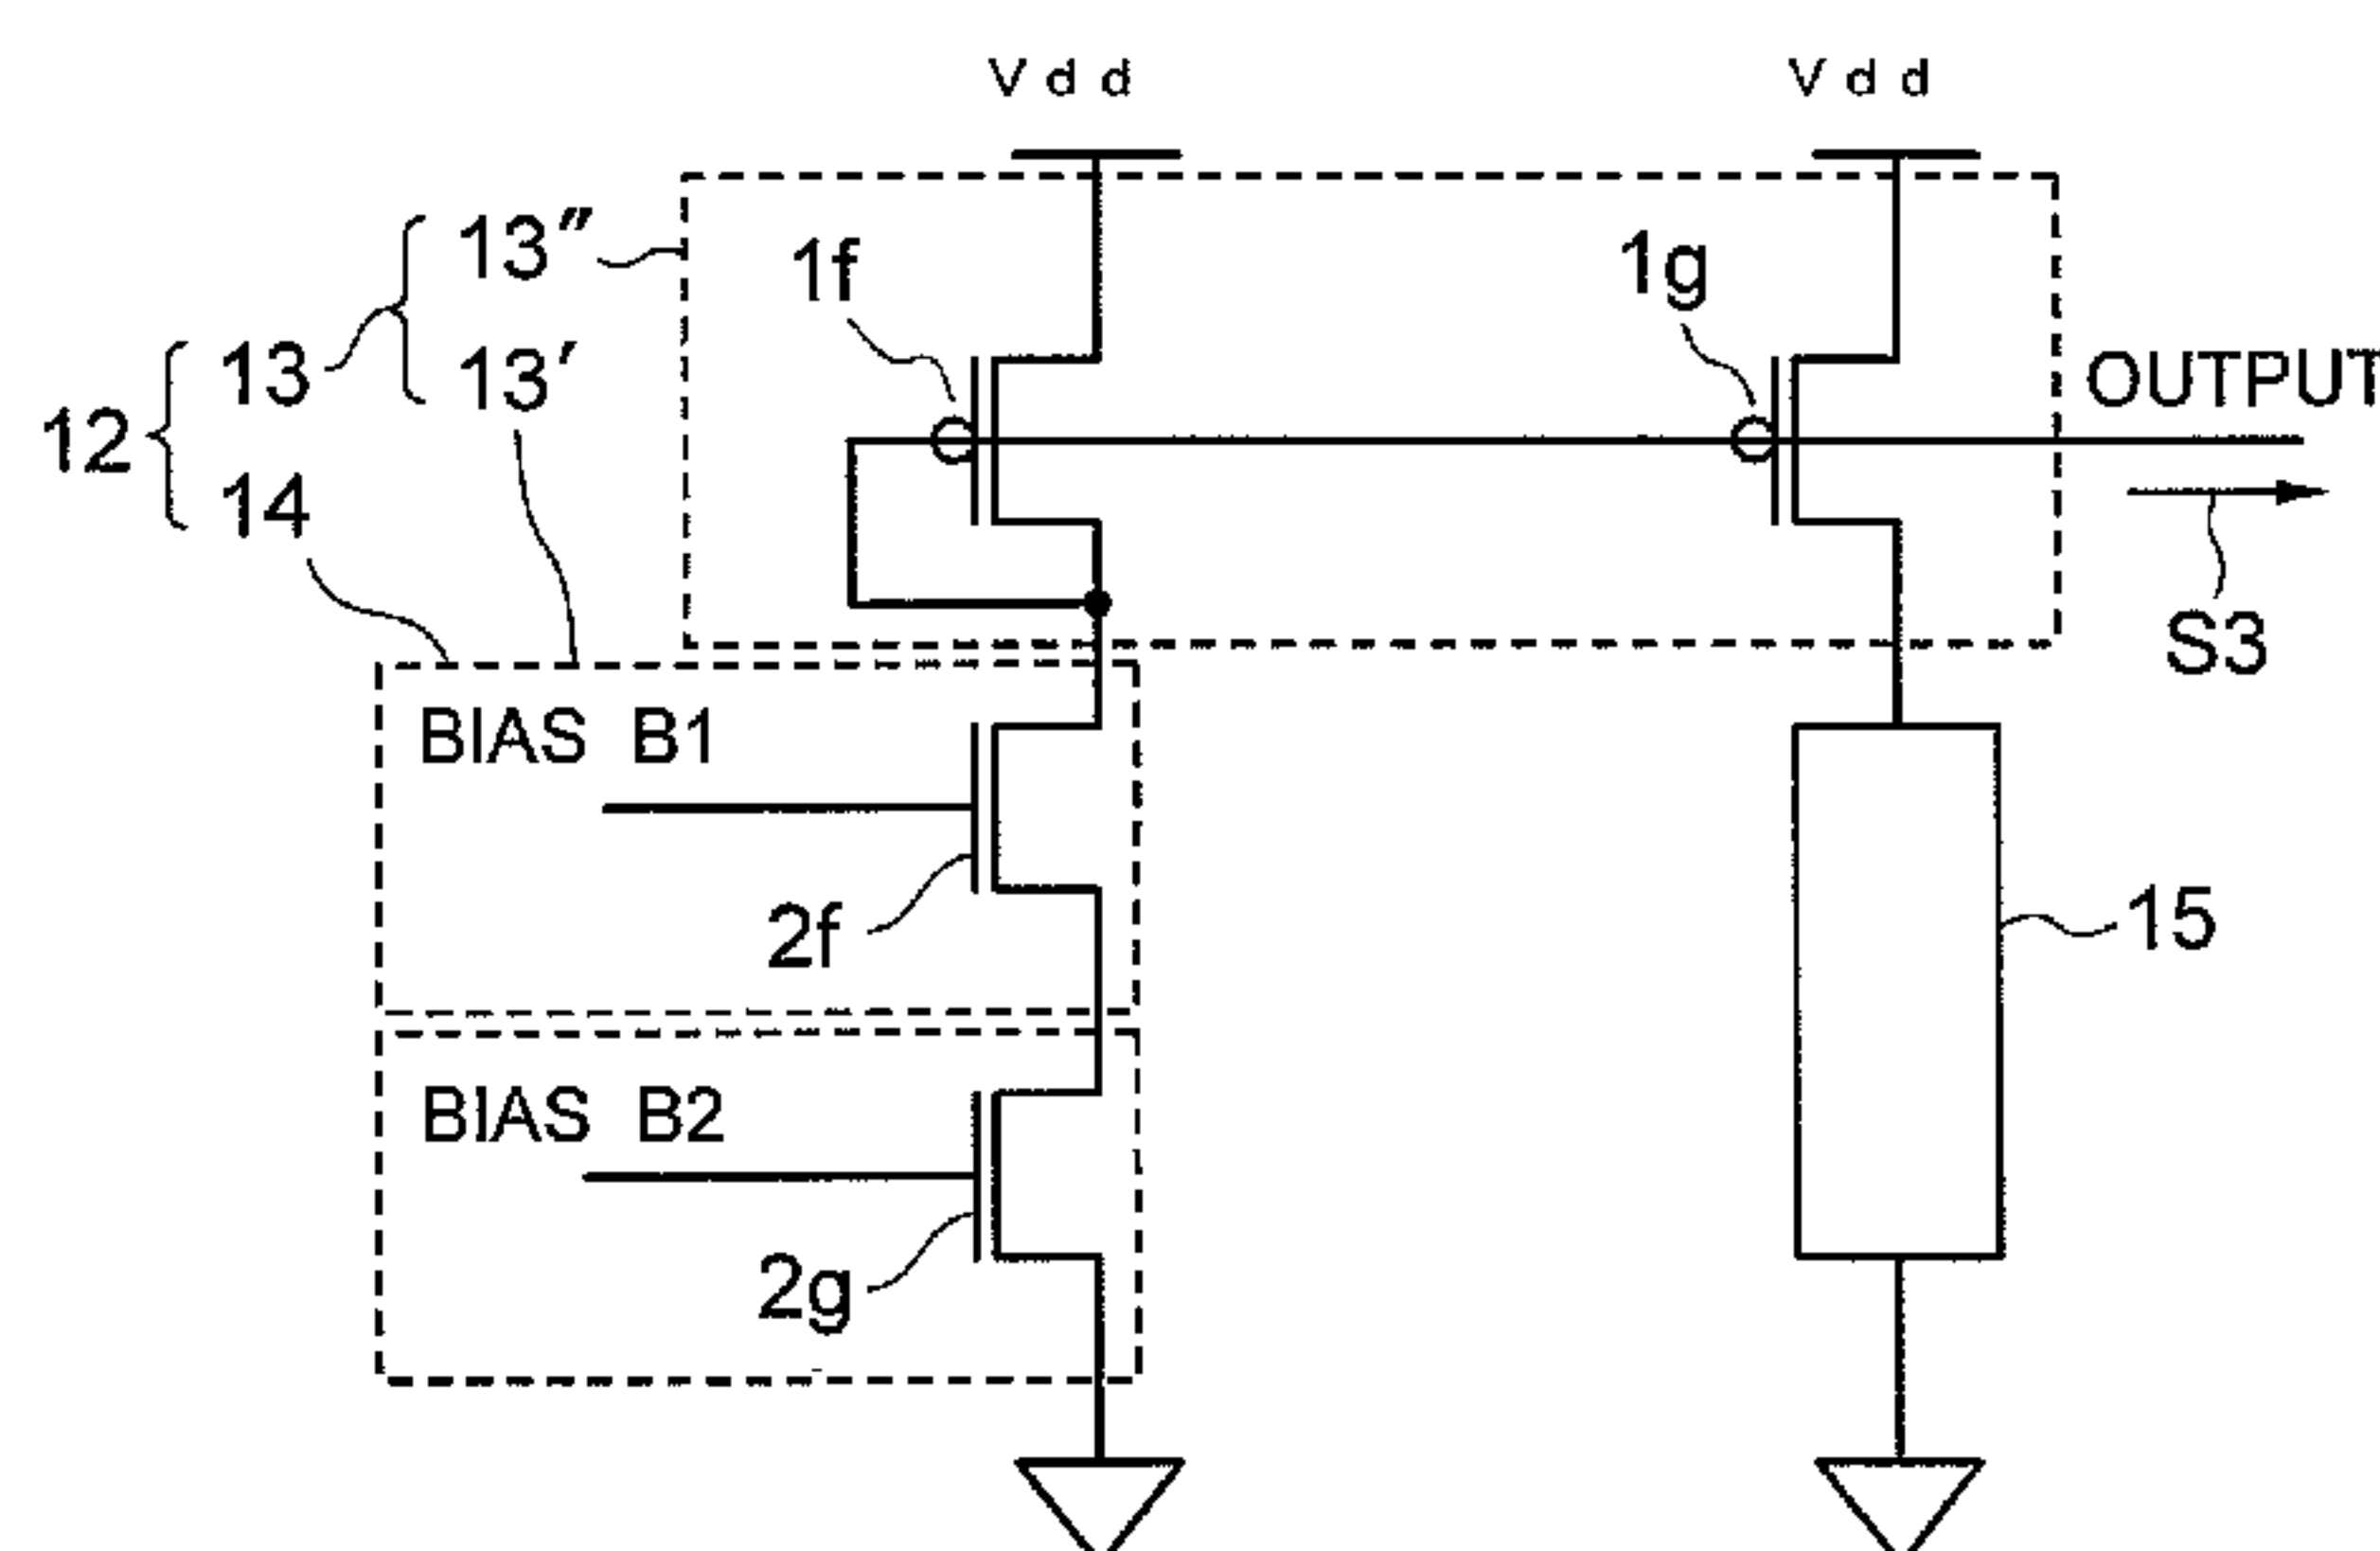 Vdd
Vdd
13″
1f
1g
13
13′
OUTPUT
12
14
S3
BIAS B1
2f
15
BIAS B2
2g